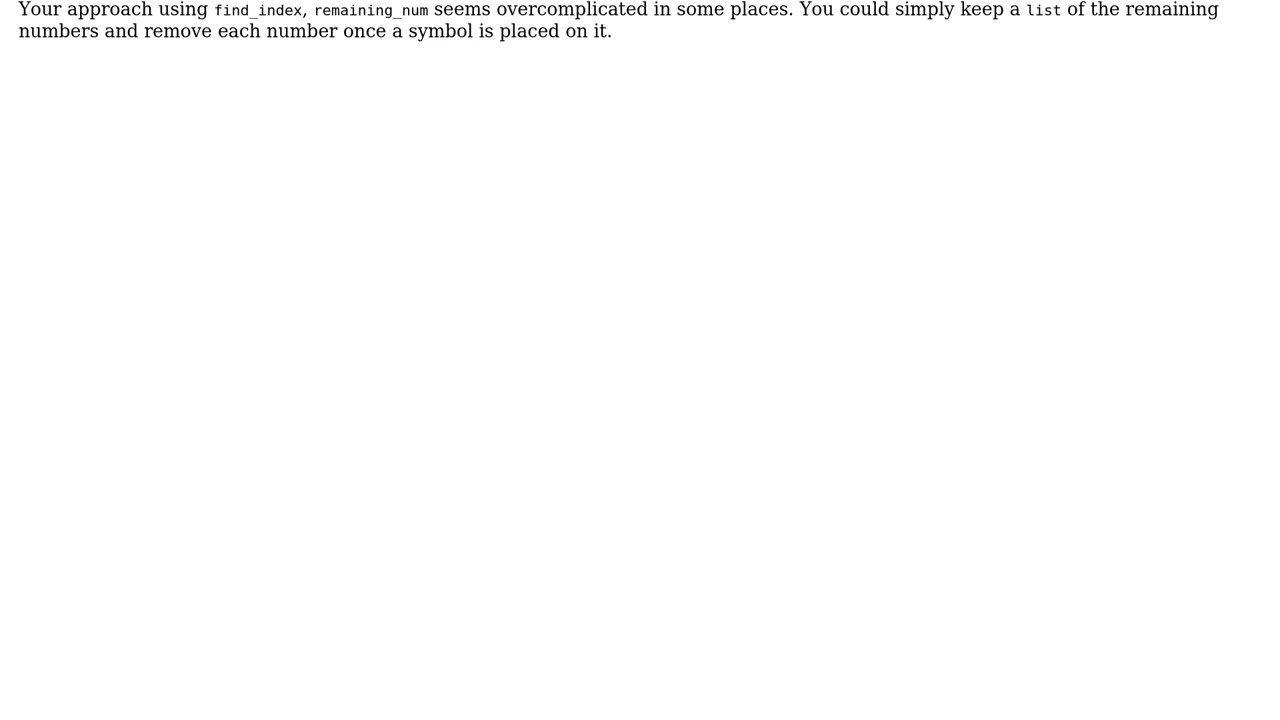 Your approach using find_index, remaining_num seems overcomplicated in some places. You could simply keep a list of the remaining
numbers and remove each number once a symbol is placed on it.